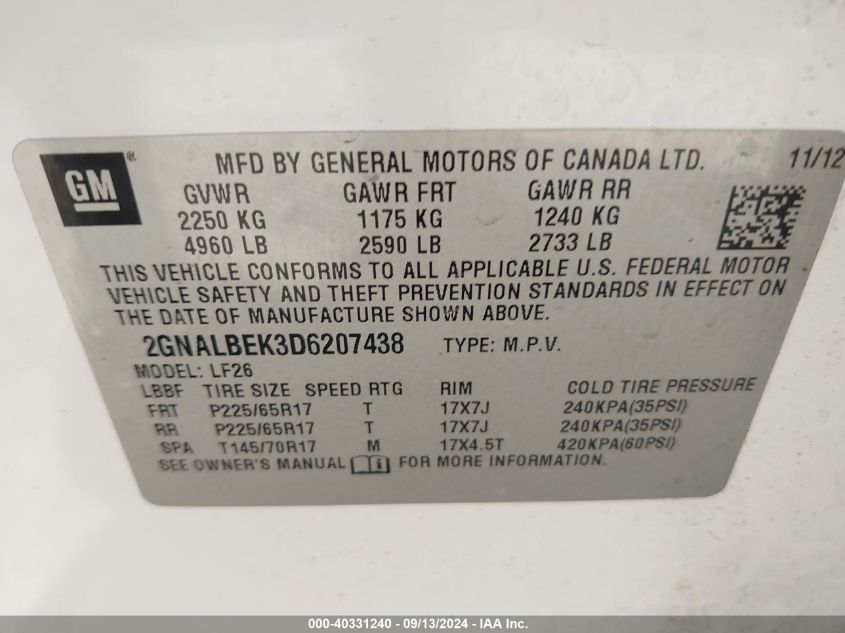 GM ® MFD BY GENERAL MOTORS OF CANADA LTD. 11/12
GVWR GAWR FRT GAWR RR
2250 KG 1175 KG 1240 KG
4960 LB 2590 LB 2733 LB
THIS VEHICLE CONFORMS TO ALL APPLICABLE U.S. FEDERAL MOTOR
VEHICLE SAFETY AND THEFT PREVENTION STANDARDS IN EFFECT ON
THE DATE OF MANUFACTURE SHOWN ABOVE.
2GNALBEK3D6207438 TYPE: M.P.V.
MODEL: LF26
LBBF TIRE SIZE SPEED RTG RIM COLD TIRE PRESSURE
FRT P225/65R17 T 17X7J 240KPA(35PSI)
RR P225/65R17 T 17X7J 240KPA(35PSI)
SPA T145/70R17 M 17X4.5T 420KPA(60PSI)
SEE OWNER'S MANUAL FOR MORE INFORMATION.
000-40331240 - 09/13/2024 - IAA Inc.